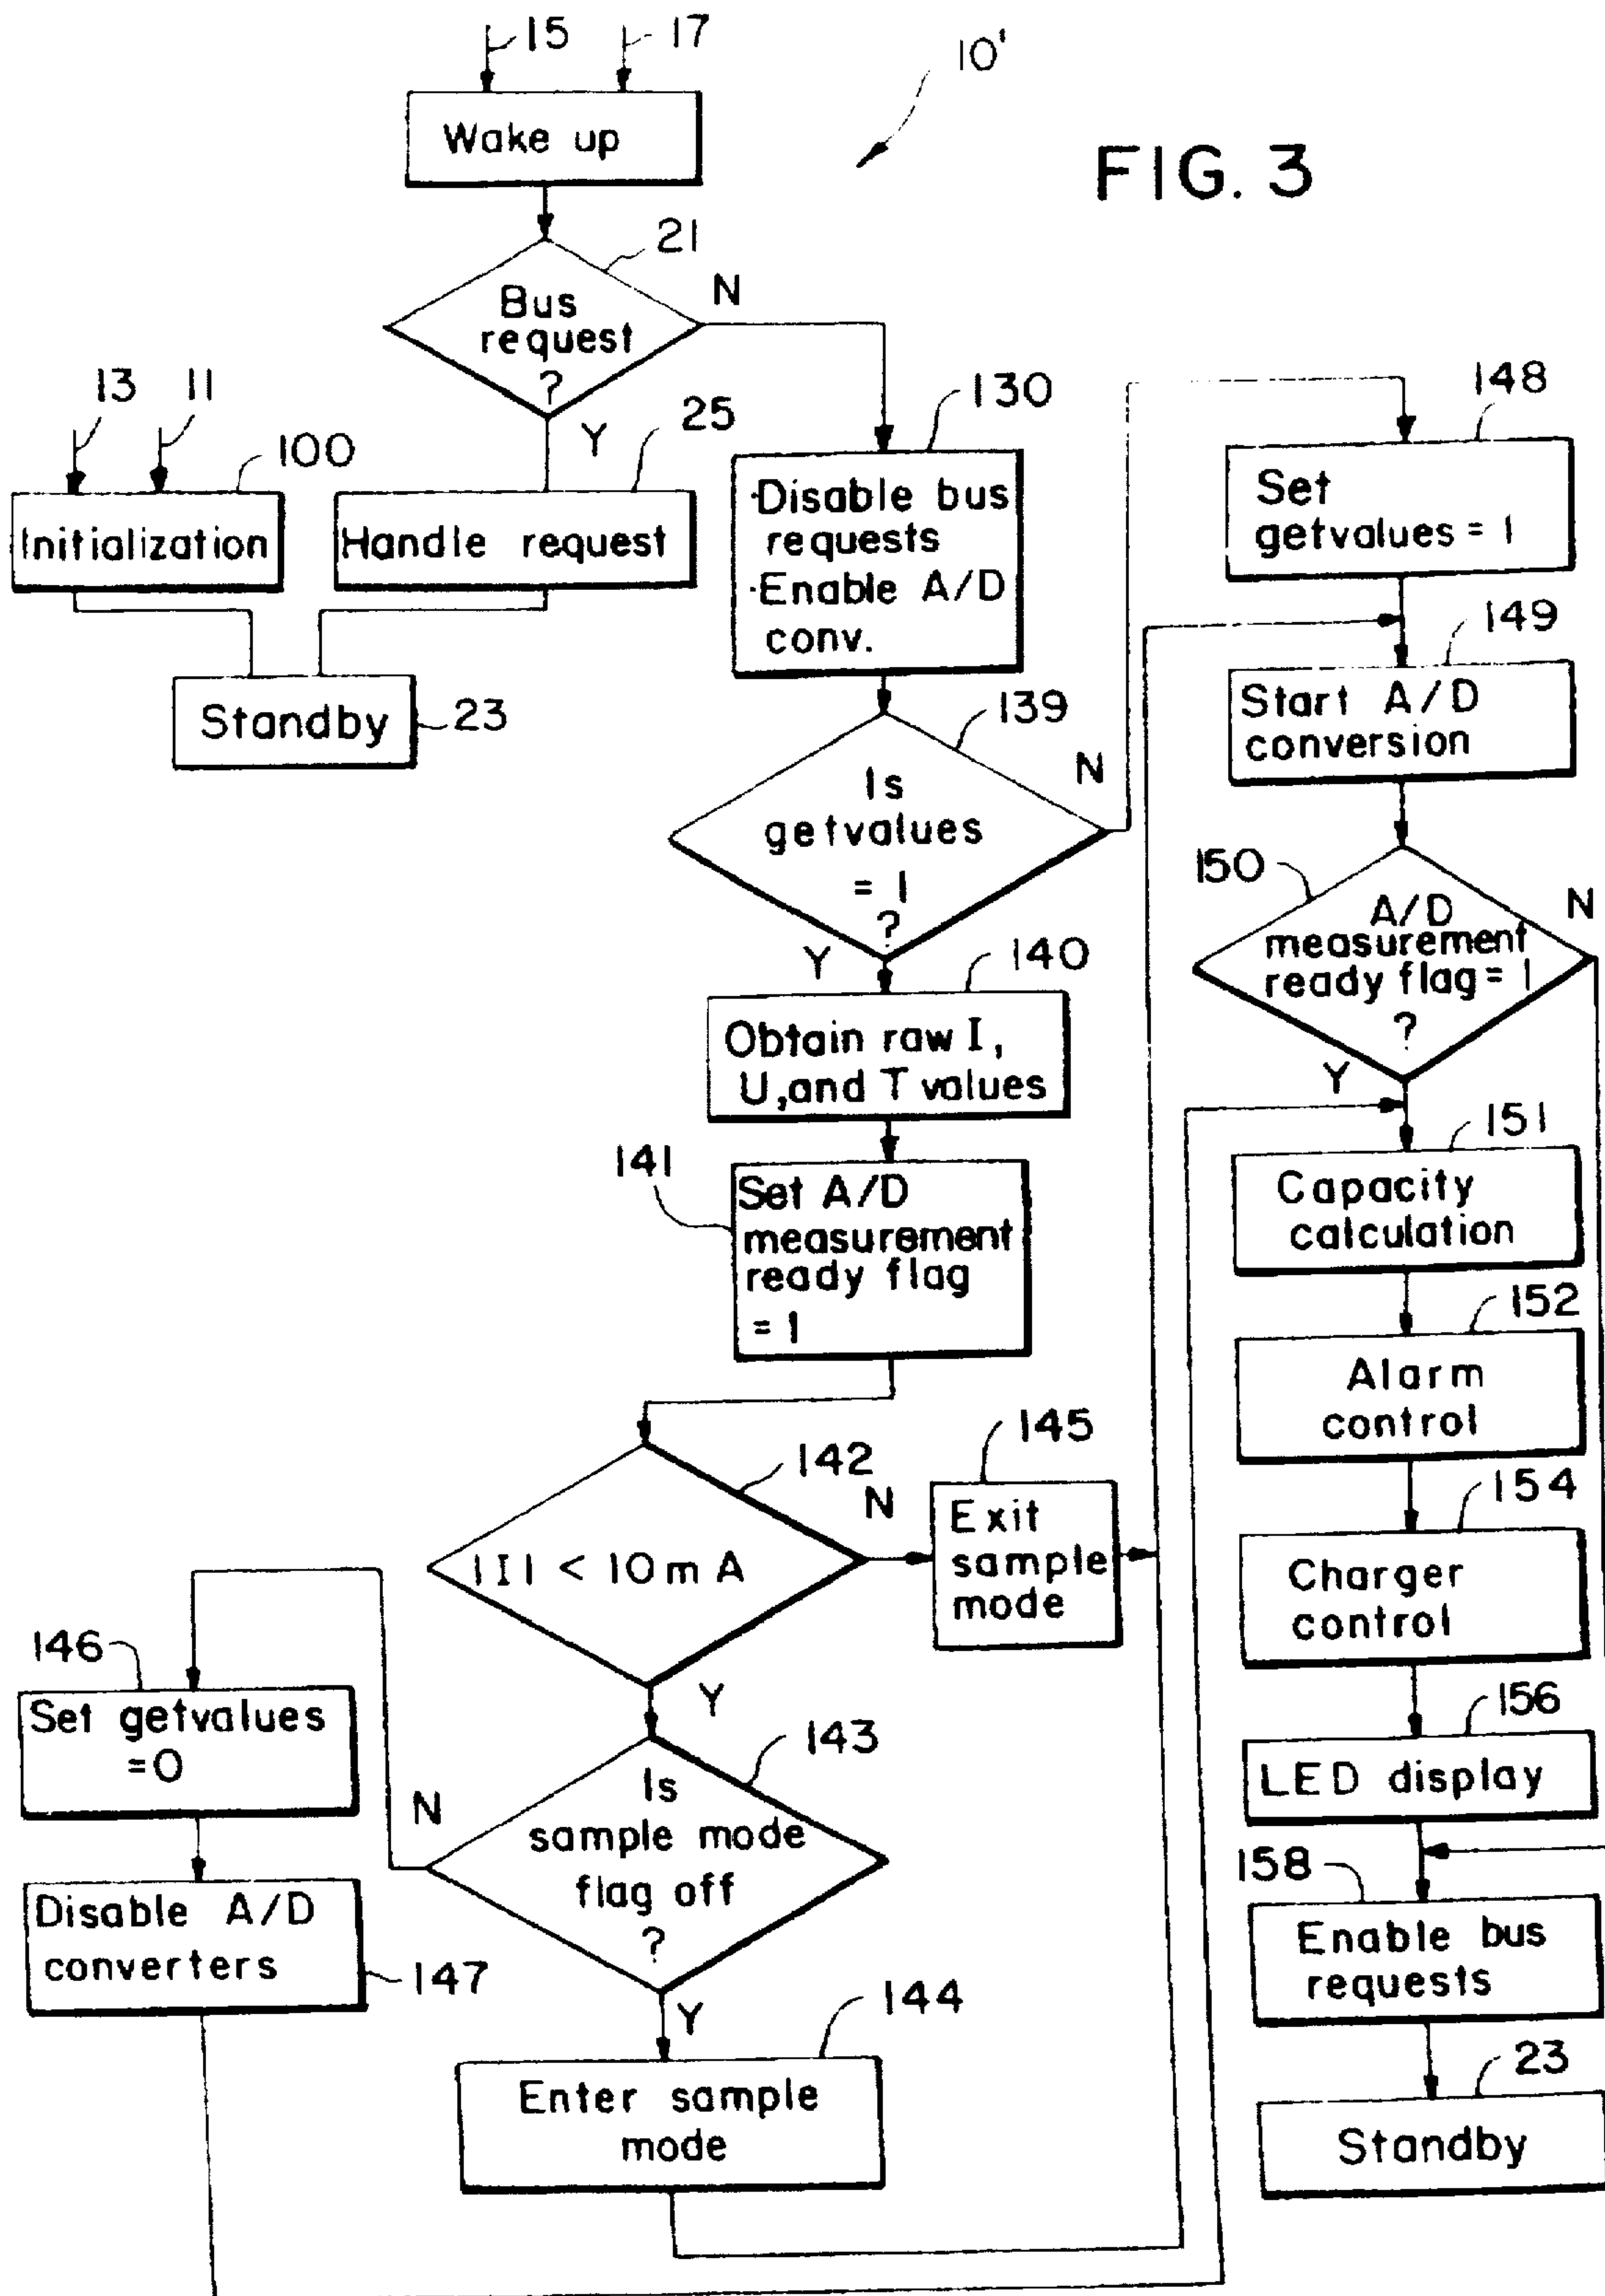 15
17
10'
FIG. 3
Wake up
21
N
Bus
request
?
Y
13
11
100
25
Initialization
Handle request
Standby
23
130
·Disable bus
requests
·Enable A/D
conv.
139
N
Is
getvalues
= 1
?
Y
140
Obtain raw I,
U,and T values
141
Set A/D
measurement
ready flag
= 1
142
N
|I| < 10 m A
Y
145
Exit
sample
mode
143
N
Is
sample mode
flag off
?
Y
146
Set getvalues
=0
Disable A/D
converters
147
144
Enter sample
mode
148
Set
getvalues = 1
149
Start A/D
conversion
150
N
A/D
measurement
ready flag = 1
?
Y
151
Capacity
calculation
152
Alarm
control
154
Charger
control
156
LED display
158
Enable bus
requests
23
Standby